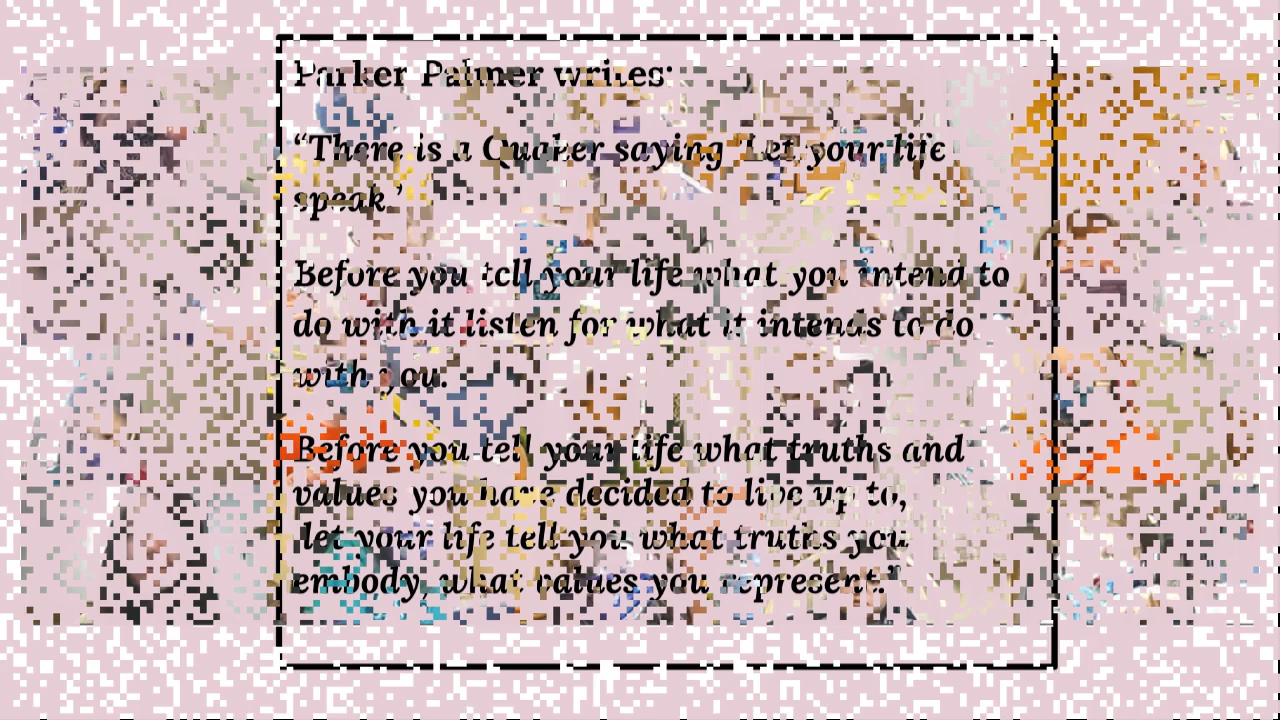 Parker Palmer writes:
“There is a Quaker saying ‘Let your life
speak’
Before you tell your life what you intend to
do with it listen for what it intends to do
with you.
Before you tell your life what truths and
values you have decided to live up to,
let your life tell you what truths you
embody, what values you represent.”